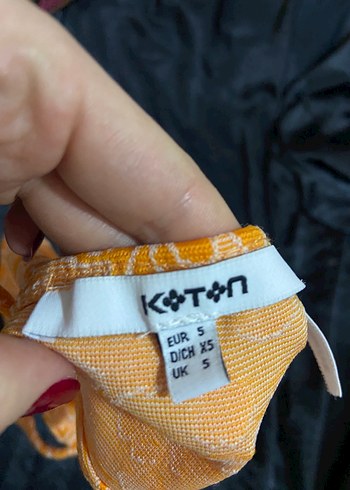 KOTON
EUR S
D/CH XS
UK S